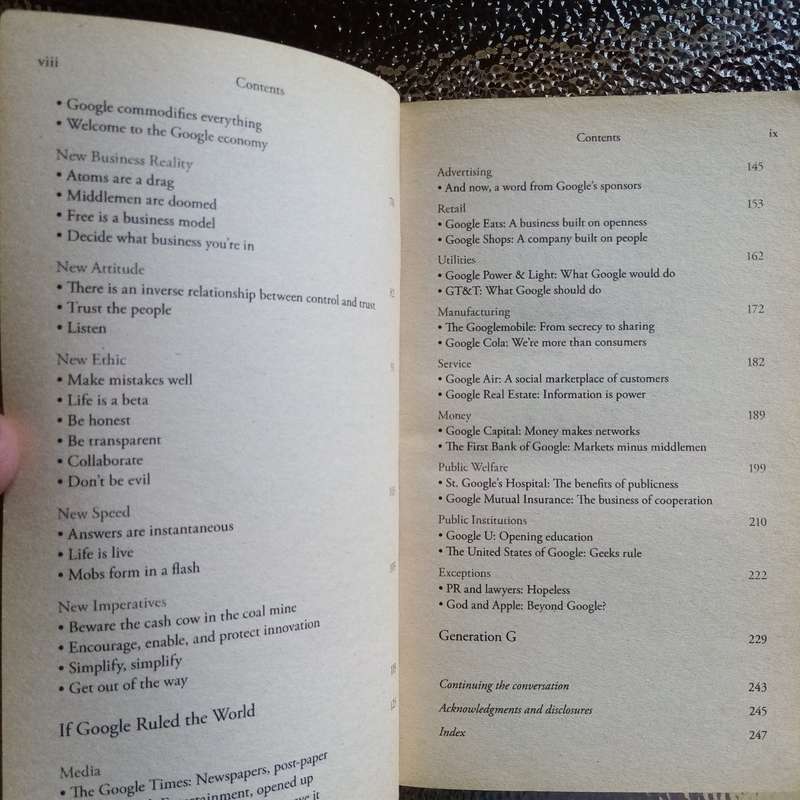 viii
Contents
• Google commodifies everything
• Welcome to the Google economy
New Business Reality
• Atoms are a drag
• Middlemen are doomed
• Free is a business model
• Decide what business you're in
New Attitude
• There is an inverse relationship between control and trust
• Trust the people
• Listen
New Ethic
• Make mistakes well
• Life is a beta
• Be honest
• Be transparent
• Collaborate
• Don't be evil
New Speed
• Answers are instantaneous
• Life is live
• Mobs form in a flash
New Imperatives
• Beware the cash cow in the coal mine
• Encourage, enable, and protect innovation
• Simplify, simplify
• Get out of the way
If Google Ruled the World
Media
• The Google Times: Newspapers, post-paper
opened up
it
Contents ix
Advertising 145
• And now, a word from Google's sponsors
Retail 153
• Google Eats: A business built on openness
• Google Shops: A company built on people
Utilities 162
• Google Power & Light: What Google would do
• GT&T: What Google should do
Manufacturing 172
• The Googlemobile: From secrecy to sharing
• Google Cola: We're more than consumers
Service 182
• Google Air: A social marketplace of customers
• Google Real Estate: Information is power
Money 189
• Google Capital: Money makes networks
• The First Bank of Google: Markets minus middlemen
Public Welfare 199
• St. Google's Hospital: The benefits of publicness
• Google Mutual Insurance: The business of cooperation
Public Institutions 210
• Google U: Opening education
• The United States of Google: Geeks rule
Exceptions 222
• PR and lawyers: Hopeless
• God and Apple: Beyond Google?
Generation G 229
Continuing the conversation 243
Acknowledgments and disclosures 245
Index 247